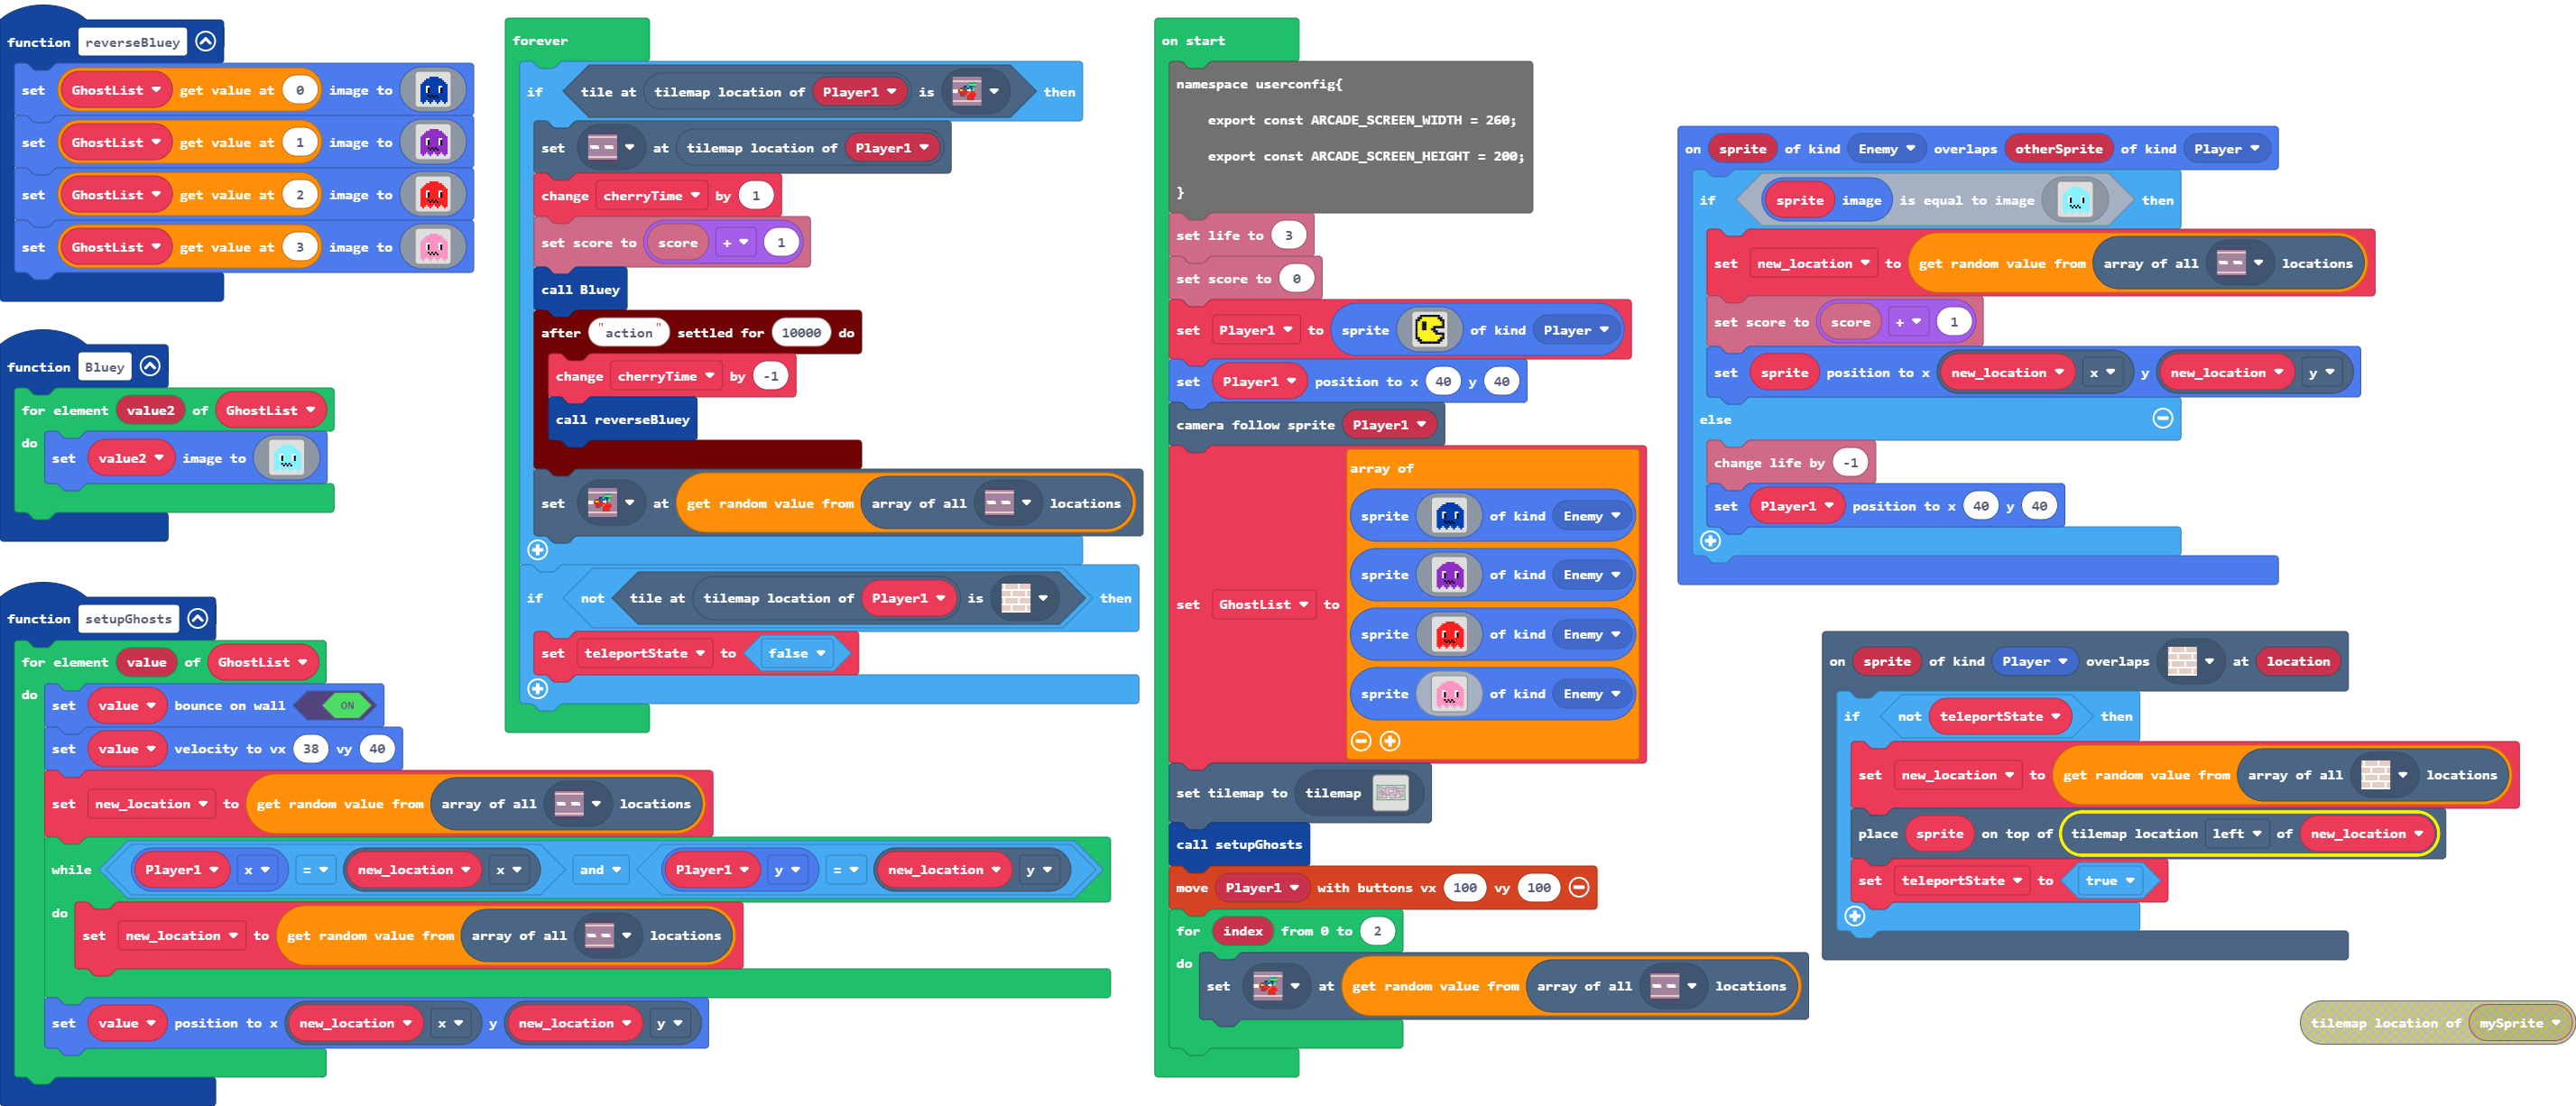 function reverseBluey
set GhostList get value at 0 image to
set GhostList get value at 1 image to
set GhostList get value at 2 image to
set GhostList get value at 3 image to
function Bluey
for element value2 of GhostList
do
set value2 image to
function setupGhosts
for element value of GhostList
do
set value bounce on wall ON
set value velocity to vx 38 vy 40
set new_location to get random value from array of all locations
while Player1 x = new_location x and Player1 y = new_location y
do
set new_location to get random value from array of all locations
set value position to x new_location x y new_location y
forever
if tile at tilemap location of Player1 is then
set at tilemap location of Player1
change cherryTime by 1
set score to score + 1
call Bluey
after "action" settled for 10000 do
change cherryTime by -1
call reverseBluey
set at get random value from array of all locations
if not tile at tilemap location of Player1 is then
set teleportState to false
on start
namespace userconfig{
export const ARCADE_SCREEN_WIDTH = 260;
export const ARCADE_SCREEN_HEIGHT = 200;
}
set life to 3
set score to 0
set Player1 to sprite of kind Player
set Player1 position to x 40 y 40
camera follow sprite Player1
set GhostList to
array of
sprite of kind Enemy
sprite of kind Enemy
sprite of kind Enemy
sprite of kind Enemy
set tilemap to tilemap
call setupGhosts
move Player1 with buttons vx 100 vy 100
for index from 0 to 2
do
set at get random value from array of all locations
on sprite of kind Enemy overlaps otherSprite of kind Player
if sprite image is equal to image then
set new_location to get random value from array of all locations
set score to score + 1
set sprite position to x new_location x y new_location y
else
change life by -1
set Player1 position to x 40 y 40
on sprite of kind Player overlaps at location
if not teleportState then
set new_location to get random value from array of all locations
place sprite on top of tilemap location left of new_location
set teleportState to true
tilemap location of mySprite